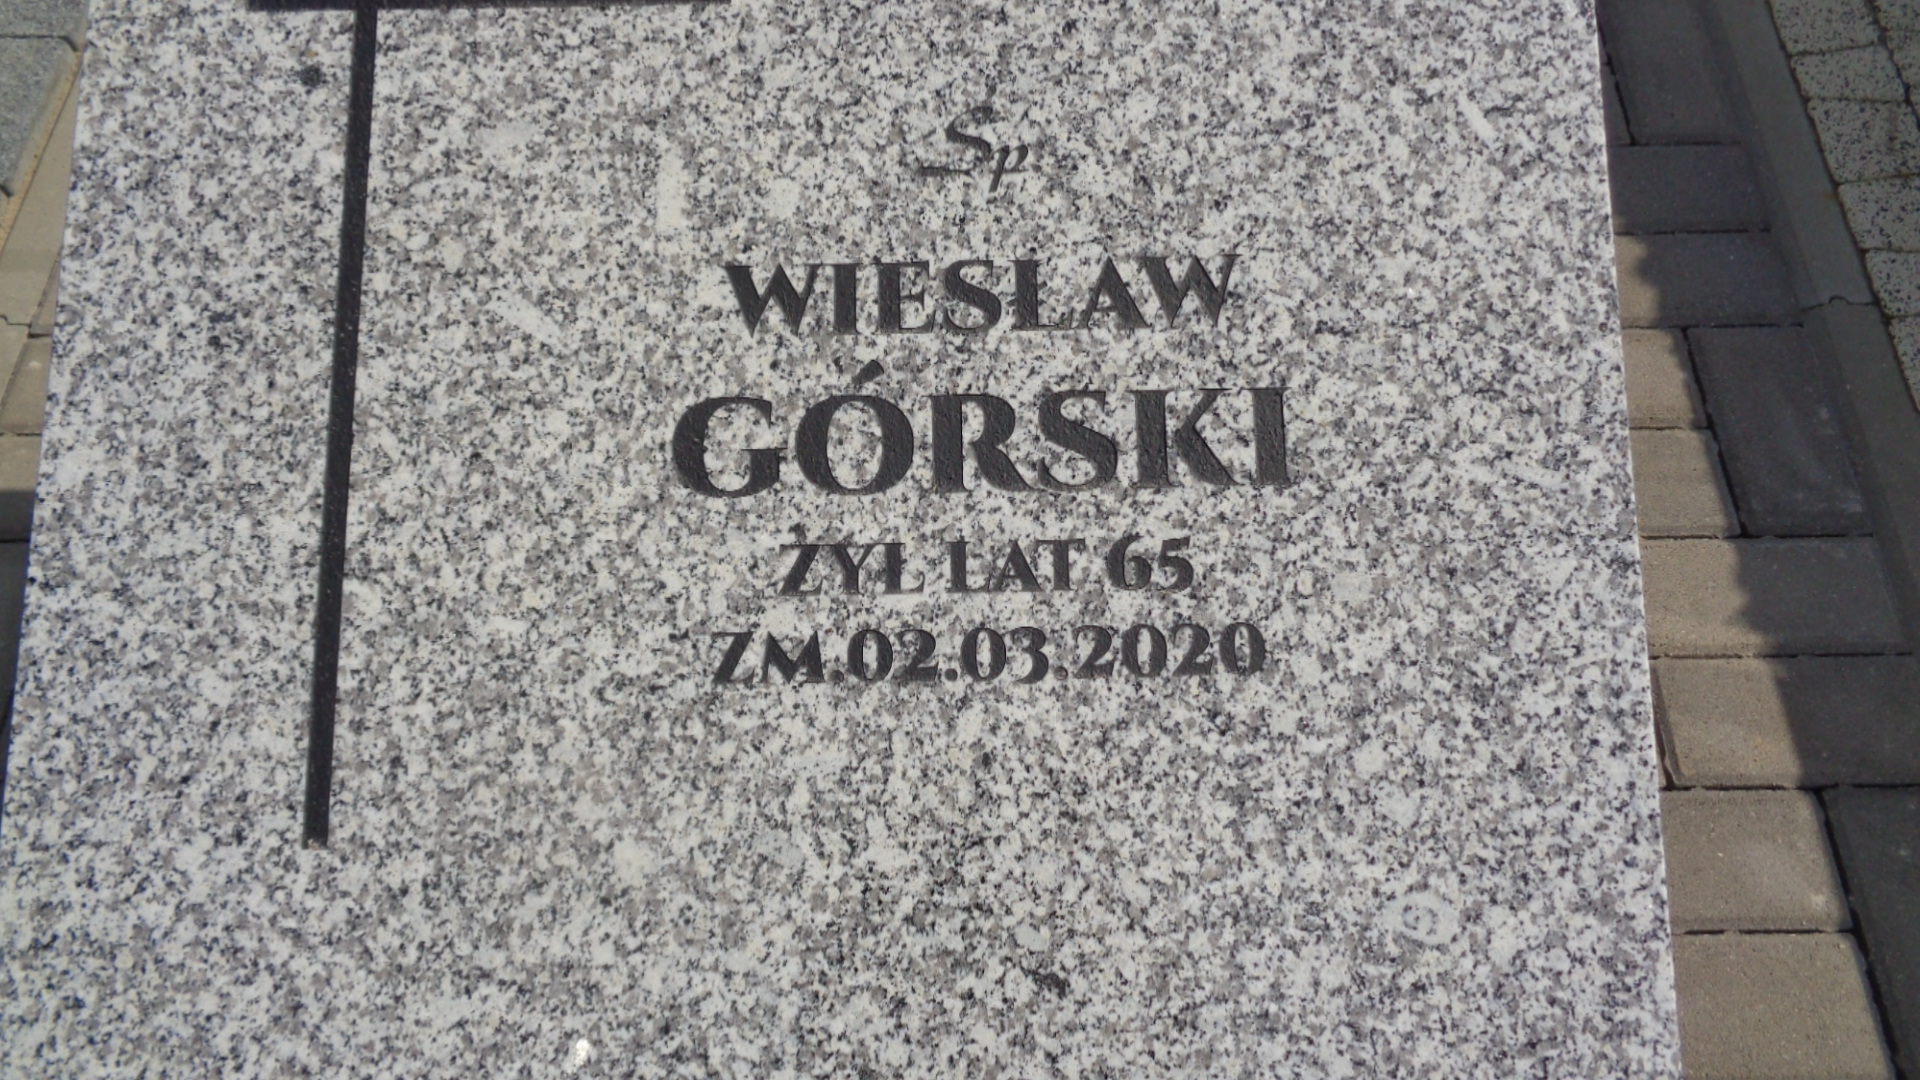 Śp
WIESŁAW
GÓRSKI
ŻYŁ LAT 65
ZM.02.03.2020